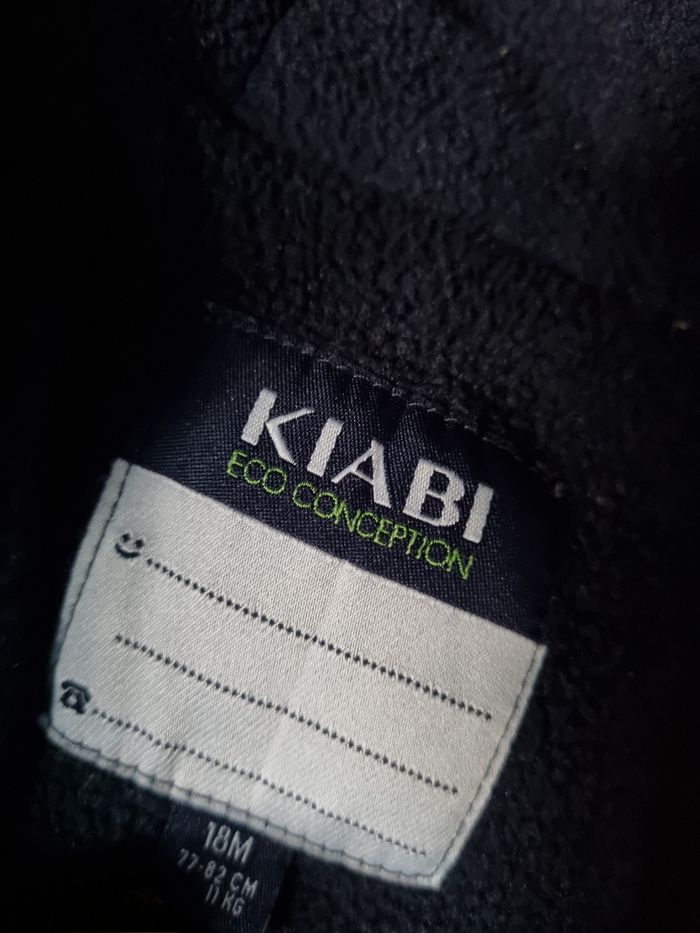 KIABI
ECO CONCEPTION
18M
77-82 CM
11 KG